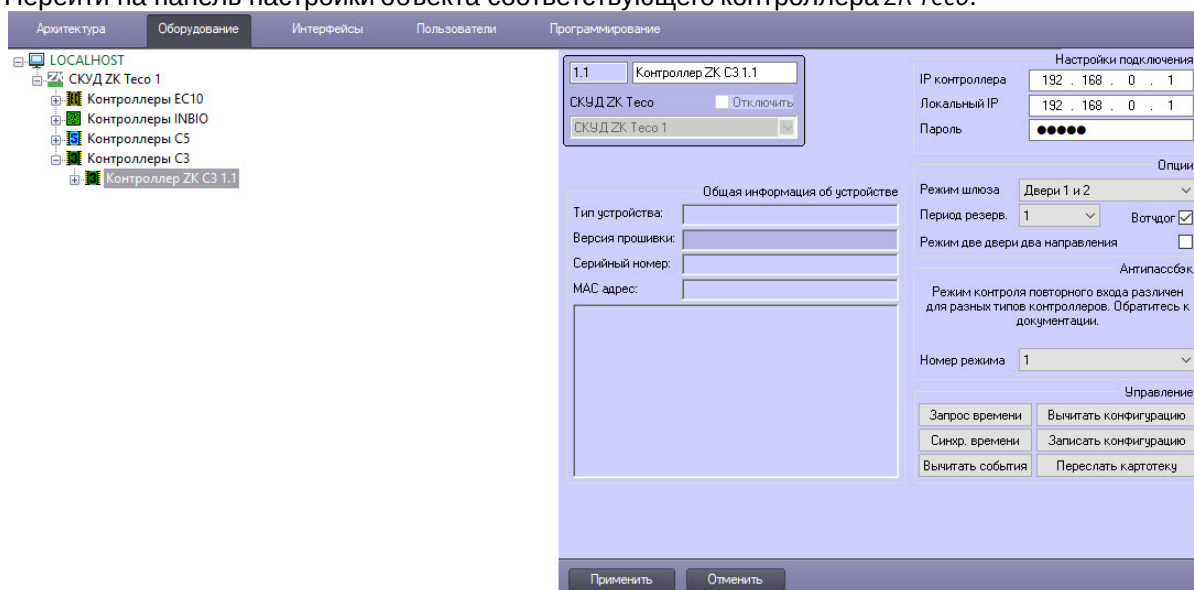 Перейти на панель настройки объекта соответствующего контроллера ZK Teco.
Архитектура Оборудование Интерфейсы Пользователи Программирование
LOCALHOST
СКУД ZK Teco 1
Контроллеры EC10
Контроллеры INBIO
Контроллеры C5
Контроллеры C3
Контроллер ZK C3 1.1
1.1 Контроллер ZK C3 1.1
СКУД ZK Teco Отключить
СКУД ZK Teco 1
Общая информация об устройстве
Тип устройства:
Версия прошивки:
Серийный номер:
MAC адрес:
Настройки подключения
IP контроллера 192 . 168 . 0 . 1
Локальный IP 192 . 168 . 0 . 1
Пароль ●●●●●
Опции
Режим шлюза Двери 1 и 2
Период резерв. 1 Вотчдог
Режим две двери два направления
Антипассбэк
Режим контроля повторного входа различен
для разных типов контроллеров. Обратитесь к
документации.
Номер режима 1
Управление
Запрос времени Вычитать конфигурацию
Синхр. времени Записать конфигурацию
Вычитать события Переслать картотеку
Применить Отменить